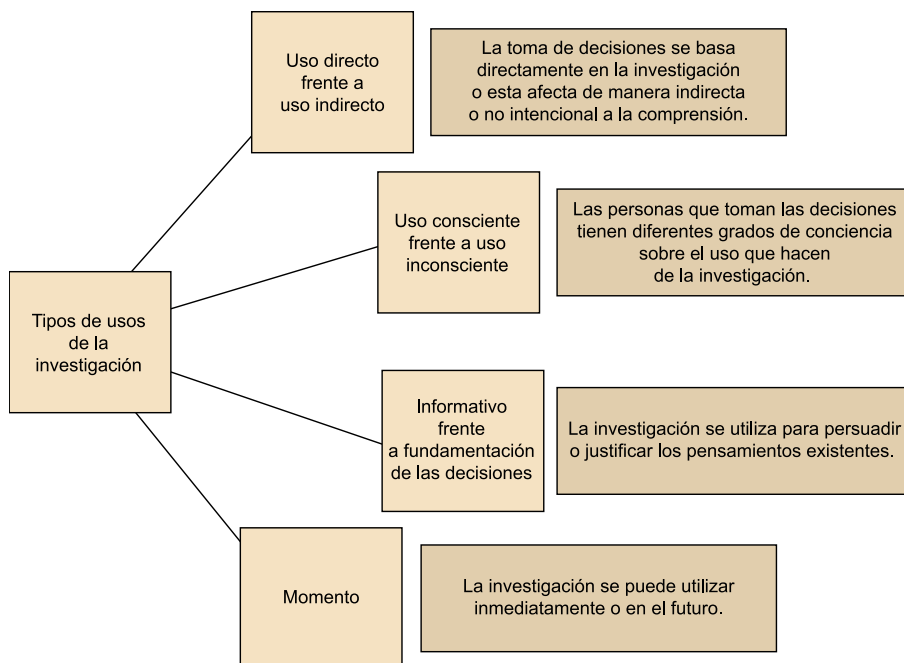 Uso directo
frente a
uso indirecto
La toma de decisiones se basa
directamente en la investigación
o esta afecta de manera indirecta
o no intencional a la comprensión.
Uso consciente
frente a uso
inconsciente
Las personas que toman las decisiones
tienen diferentes grados de conciencia
sobre el uso que hacen
de la investigación.
Tipos de usos
de la
investigación
Informativo
frente
a fundamentación
de las decisiones
La investigación se utiliza para persuadir
o justificar los pensamientos existentes.
Momento
La investigación se puede utilizar
inmediatamente o en el futuro.